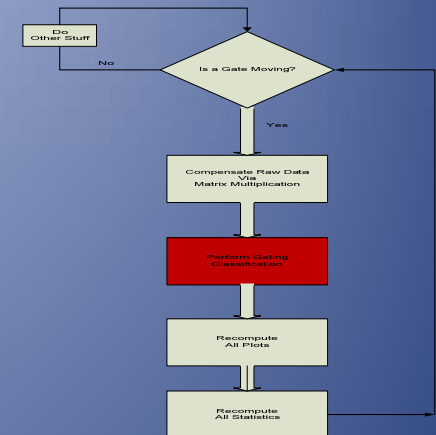 Do
Other Stuff
Is a Gate Moving?
No
Yes
Compensate Raw Data
Via
Matrix Multiplication
Perform Gating
Classification
Recompute
All Plots
Recompute
All Statistics